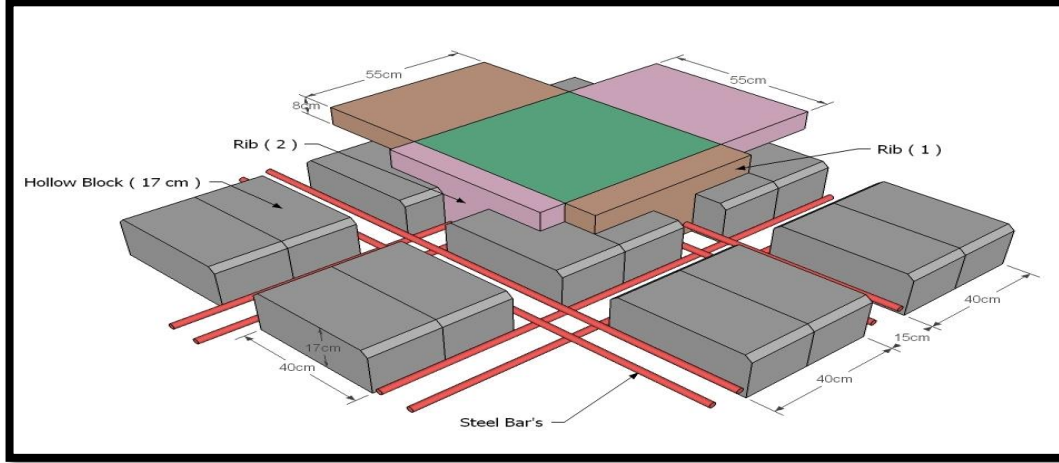 55cm
55cm
8cm
Rib ( 2 )
Rib ( 1 )
Hollow Block ( 17 cm )
40cm
15cm
17cm
40cm
40cm
Steel Bar's